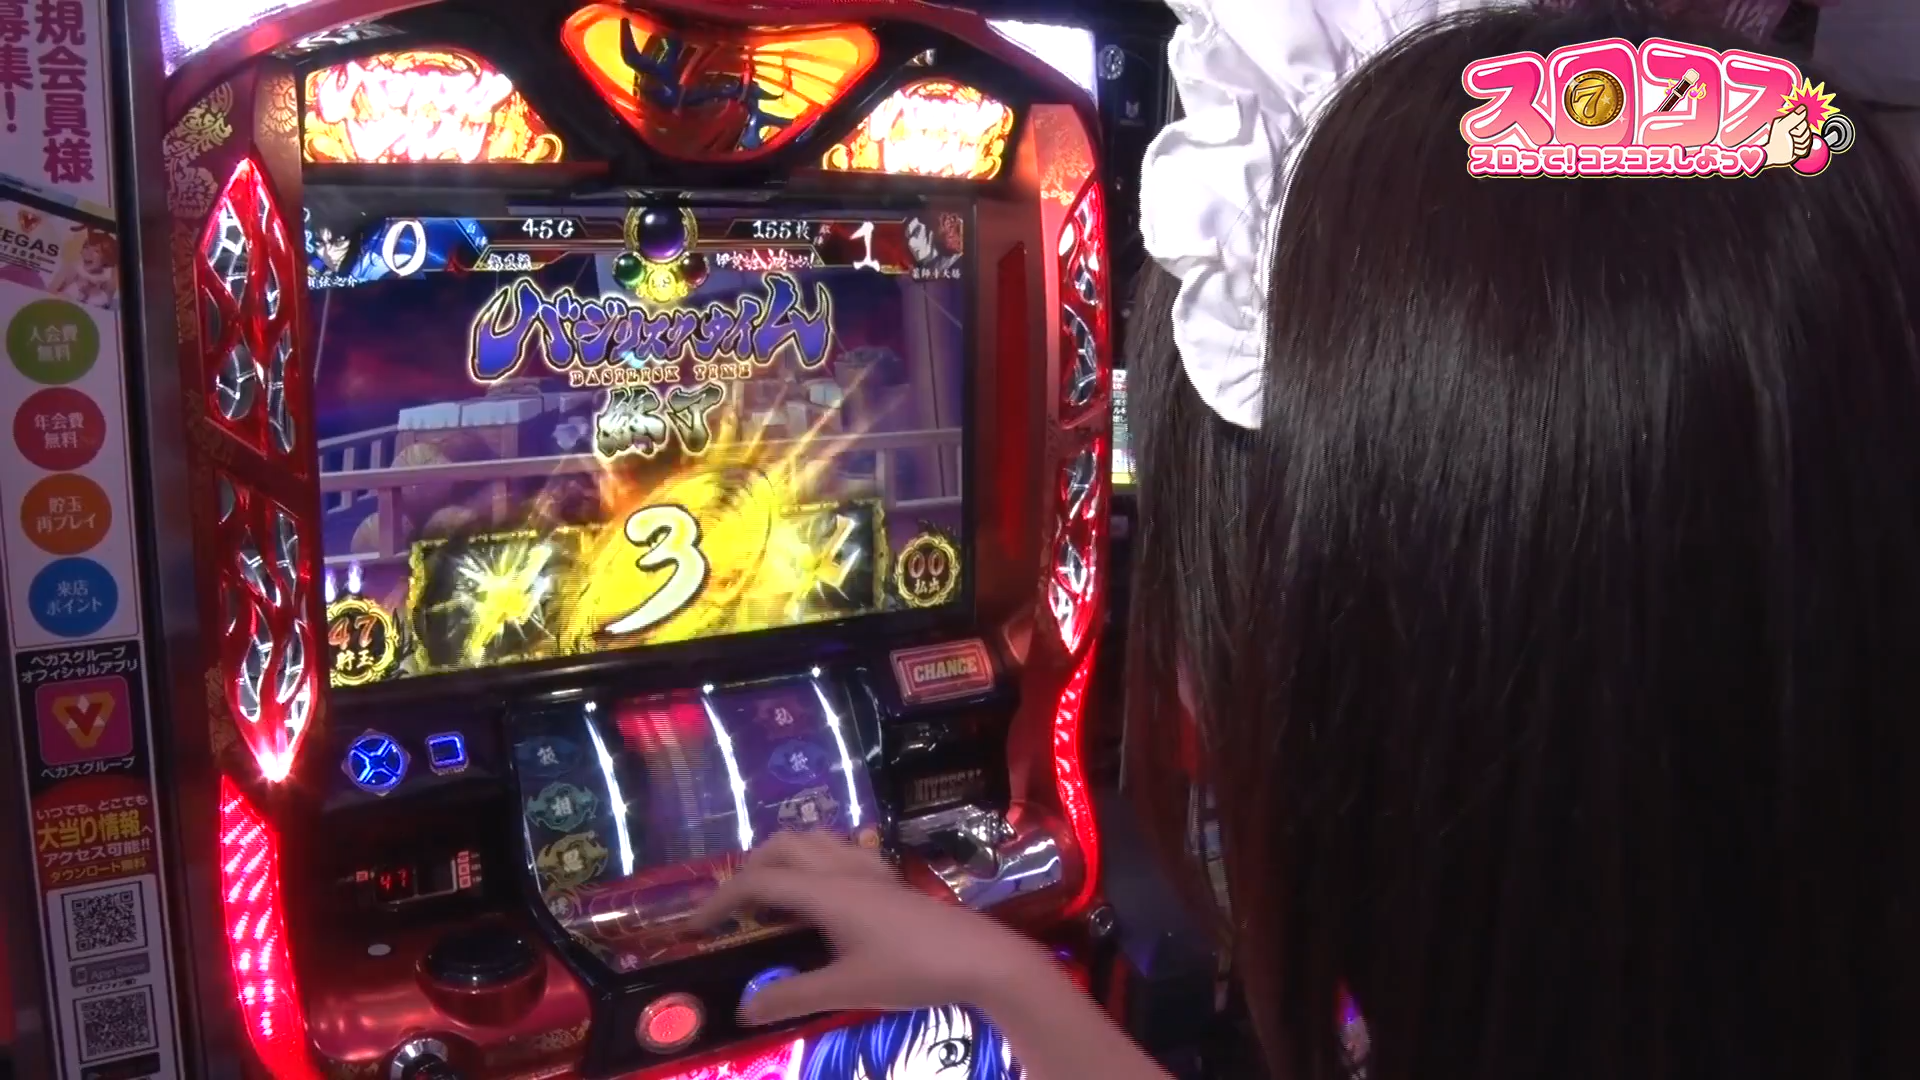 規会員様
募集!
VEGAS
入会費
無料
年会費
無料
貯玉
再プレイ
来店
ポイント
ベガスグループ
オフィシャルアプリ
ベガスグループ
いつでも、どこでも
大当り情報へ
アクセス可能!!
ダウンロード無料
App Store
0
45G
155枚
1
バジリスクタイム
BASILISK TIME
終了
3
47
貯玉
00
払出
CHANCE
UNIVERSAL
47
スロコス
スロって!コスコスしよっ♥